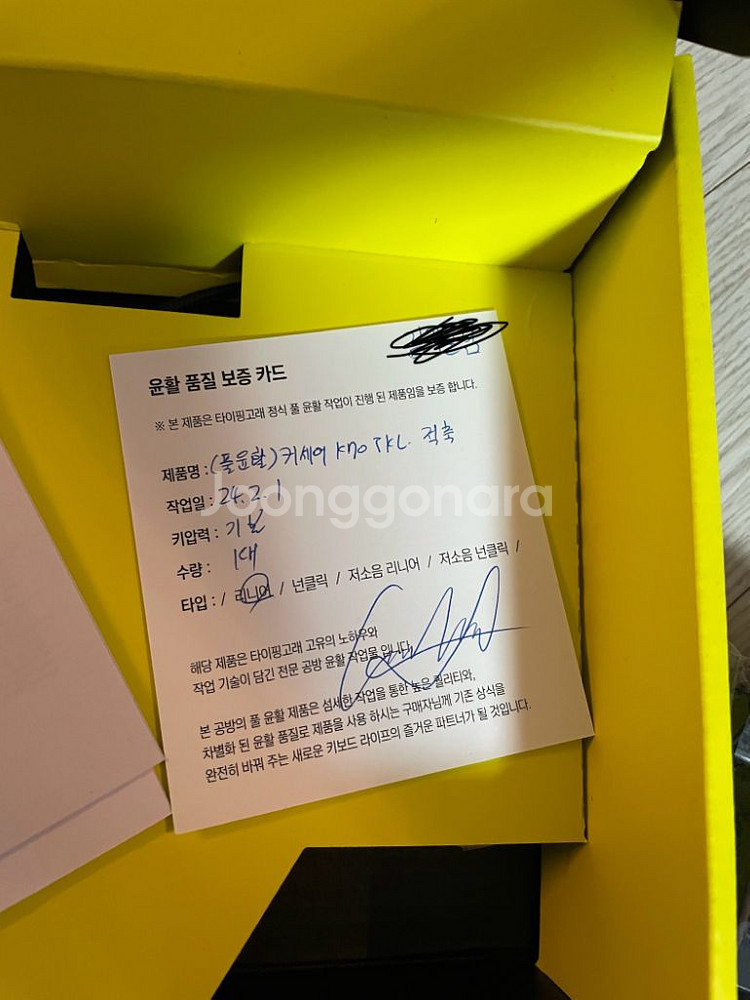 윤활 품질 보증 카드
※ 본 제품은 타이핑고래 정식 풀 윤활 작업이 진행 된 제품임을 보증 합니다.
제품명 : (풀윤활) 커세어 K70 TKL. 적축
작업일 : 24. 2. 1
키압력 : 기본
수량 : 1대
타입 : / 리니어 / 넌클릭 / 저소음 리니어 / 저소음 넌클릭 /
해당 제품은 타이핑고래 고유의 노하우와
작업 기술이 담긴 전문 공방 윤활 작업물 입니다.
본 공방의 풀 윤활 제품은 섬세한 작업을 통한 높은 퀄리티와,
차별화 된 윤활 품질로 제품을 사용 하시는 구매자님께 기존 상식을
완전히 바꿔 주는 새로운 키보드 라이프의 즐거운 파트너가 될 것입니다.
Joonggonara